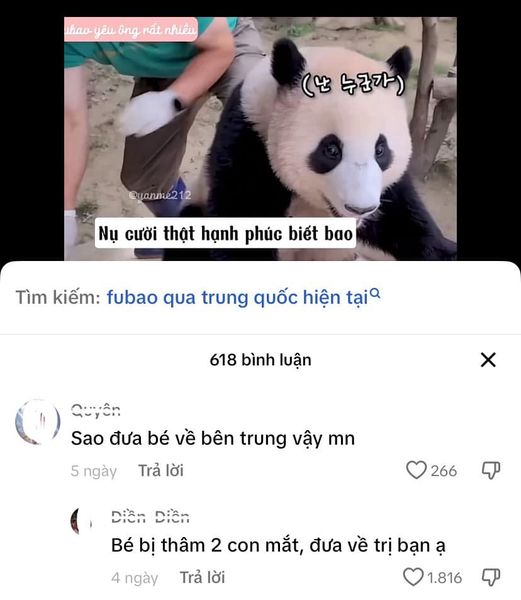 uhao yêu ông rất nhiều
(난 누군가)
@yanme212
Nụ cười thật hạnh phúc biết bao
Tìm kiếm: fubao qua trung quốc hiện tại
618 bình luận
Quyên
Sao đưa bé về bên trung vậy mn
5 ngày Trả lời 266
Diền Diền
Bé bị thâm 2 con mắt, đưa về trị bạn ạ
4 ngày Trả lời 1.816